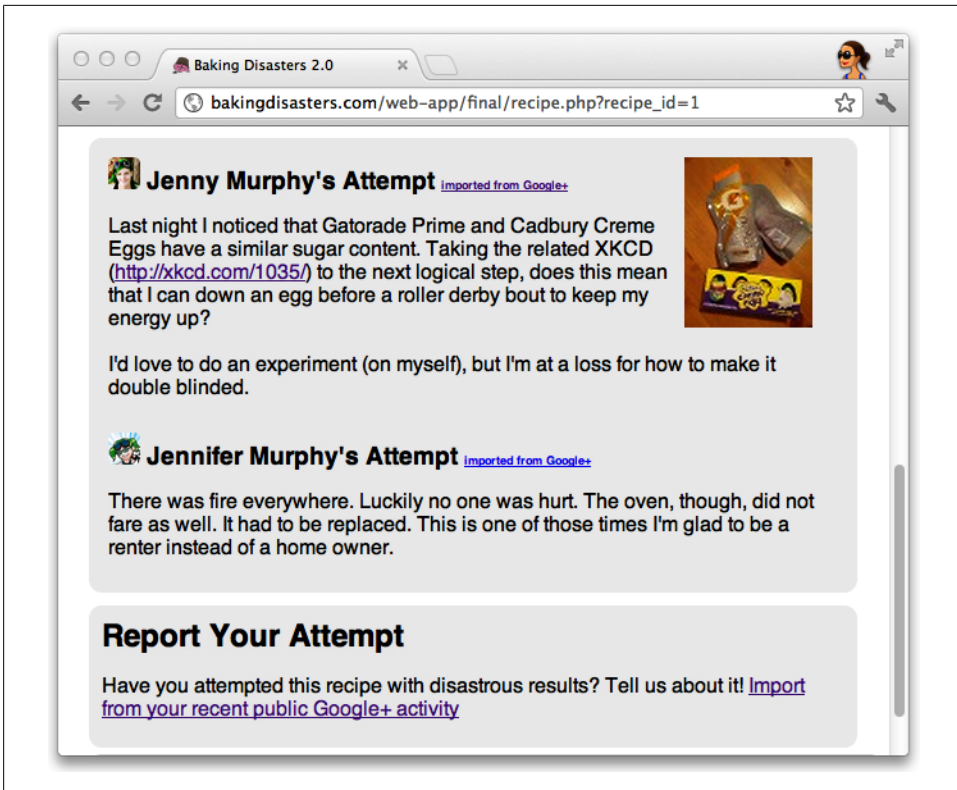 Baking Disasters 2.0
bakingdisasters.com/web-app/final/recipe.php?recipe_id=1
Jenny Murphy's Attempt imported from Google+
Last night I noticed that Gatorade Prime and Cadbury Creme
Eggs have a similar sugar content. Taking the related XKCD
(http://xkcd.com/1035/) to the next logical step, does this mean
that I can down an egg before a roller derby bout to keep my
energy up?
I'd love to do an experiment (on myself), but I'm at a loss for how to make it
double blinded.
Jennifer Murphy's Attempt imported from Google+
There was fire everywhere. Luckily no one was hurt. The oven, though, did not
fare as well. It had to be replaced. This is one of those times I'm glad to be a
renter instead of a home owner.
Report Your Attempt
Have you attempted this recipe with disastrous results? Tell us about it! Import
from your recent public Google+ activity